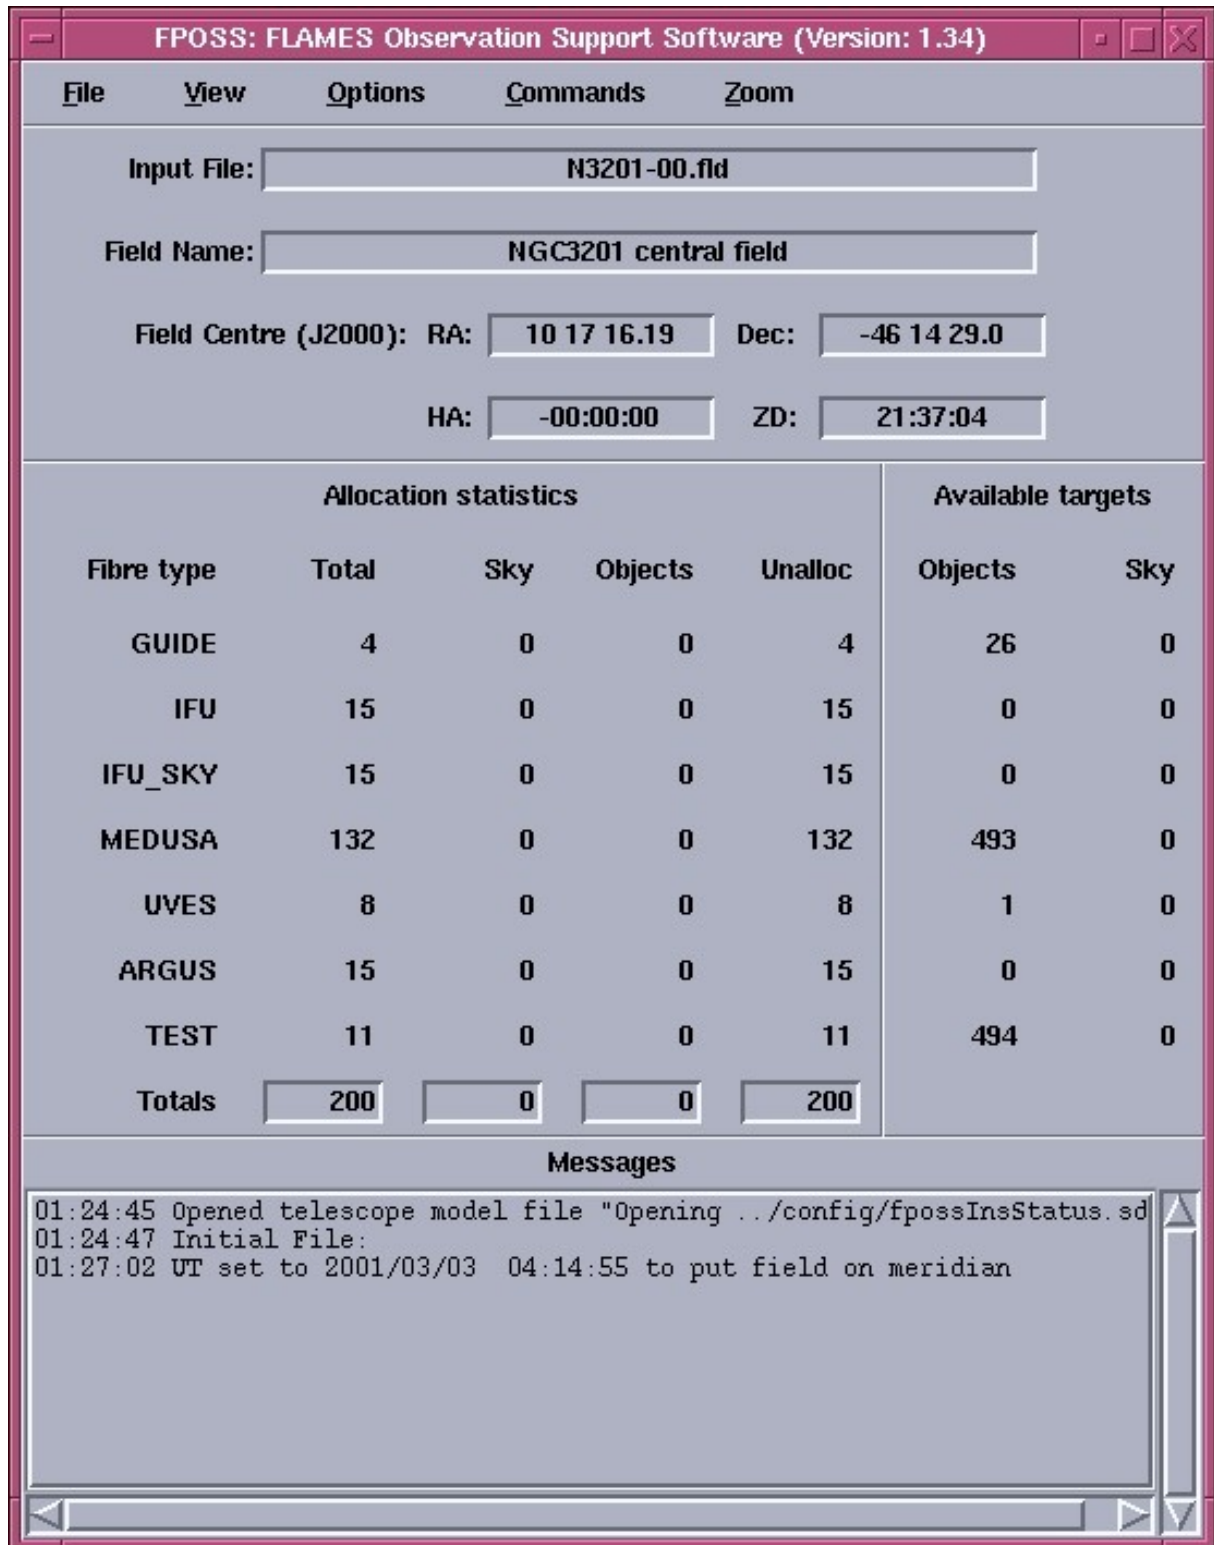 FPOSS: FLAMES Observation Support Software (Version: 1.34)
File View Options Commands Zoom
Input File: N3201-00.fld
Field Name: NGC3201 central field
Field Centre (J2000): RA: 10 17 16.19 Dec: -46 14 29.0
HA: -00:00:00 ZD: 21:37:04
Allocation statistics Available targets
Fibre type Total Sky Objects Unalloc Objects Sky
GUIDE 4 0 0 4 26 0
IFU 15 0 0 15 0 0
IFU_SKY 15 0 0 15 0 0
MEDUSA 132 0 0 132 493 0
UVES 8 0 0 8 1 0
ARGUS 15 0 0 15 0 0
TEST 11 0 0 11 494 0
Totals 200 0 0 200
Messages
01:24:45 Opened telescope model file "Opening ../config/fpossInsStatus.sd
01:24:47 Initial File:
01:27:02 UT set to 2001/03/03  04:14:55 to put field on meridian